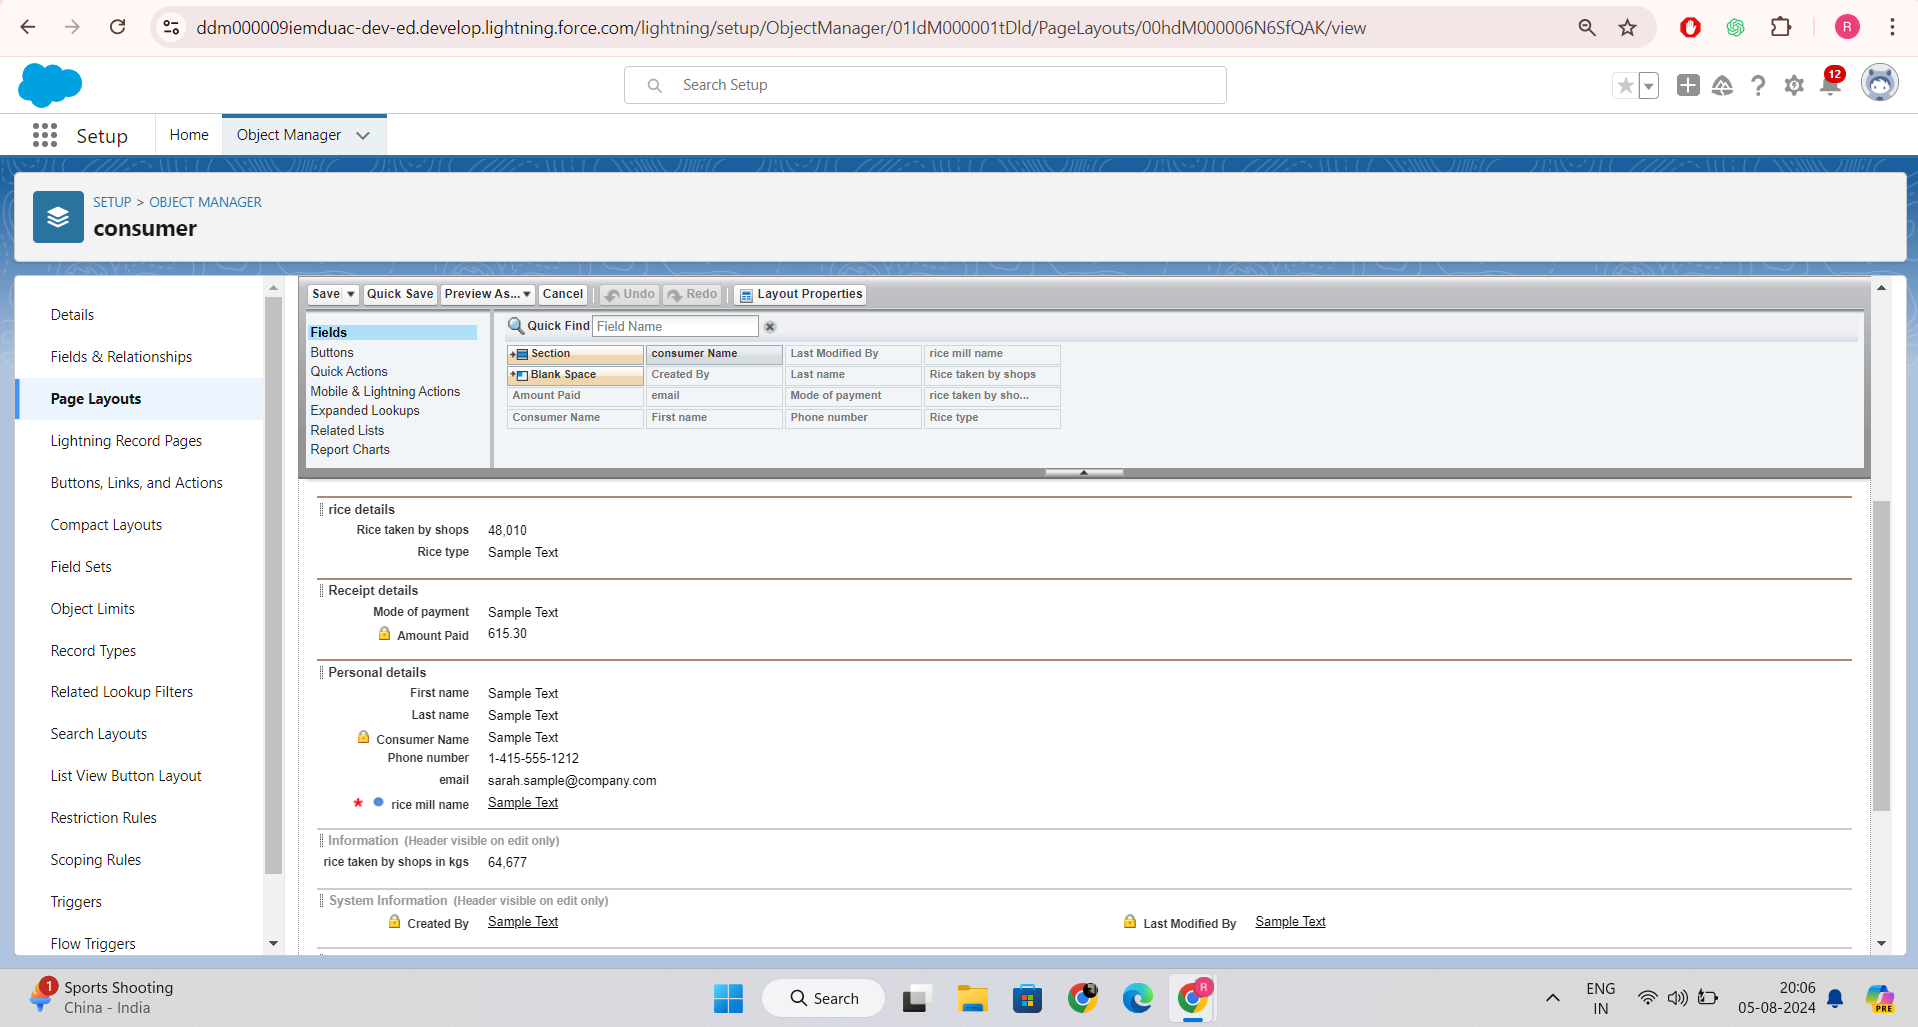 ddm000009iemduac-dev-ed.develop.lightning.force.com/lightning/setup/ObjectManager/01IdM000001tDld/PageLayouts/00hdM000006N6SfQAK/view
R
Search Setup
12
Setup
Home
Object Manager
SETUP > OBJECT MANAGER
consumer
Details
Fields & Relationships
Page Layouts
Lightning Record Pages
Buttons, Links, and Actions
Compact Layouts
Field Sets
Object Limits
Record Types
Related Lookup Filters
Search Layouts
List View Button Layout
Restriction Rules
Scoping Rules
Triggers
Flow Triggers
Save Quick Save Preview As... Cancel Undo Redo Layout Properties
Fields
Buttons
Quick Actions
Mobile & Lightning Actions
Expanded Lookups
Related Lists
Report Charts
Quick Find Field Name
Section consumer Name Last Modified By rice mill name
Blank Space Created By Last name Rice taken by shops
Amount Paid email Mode of payment rice taken by sho...
Consumer Name First name Phone number Rice type
rice details
Rice taken by shops 48,010
Rice type Sample Text
Receipt details
Mode of payment Sample Text
Amount Paid 615.30
Personal details
First name Sample Text
Last name Sample Text
Consumer Name Sample Text
Phone number 1-415-555-1212
email sarah.sample@company.com
* rice mill name Sample Text
Information (Header visible on edit only)
rice taken by shops in kgs 64,677
System Information (Header visible on edit only)
Created By Sample Text Last Modified By Sample Text
1
Sports Shooting
China - India
Search
R
ENG
IN
20:06
05-08-2024
PRE